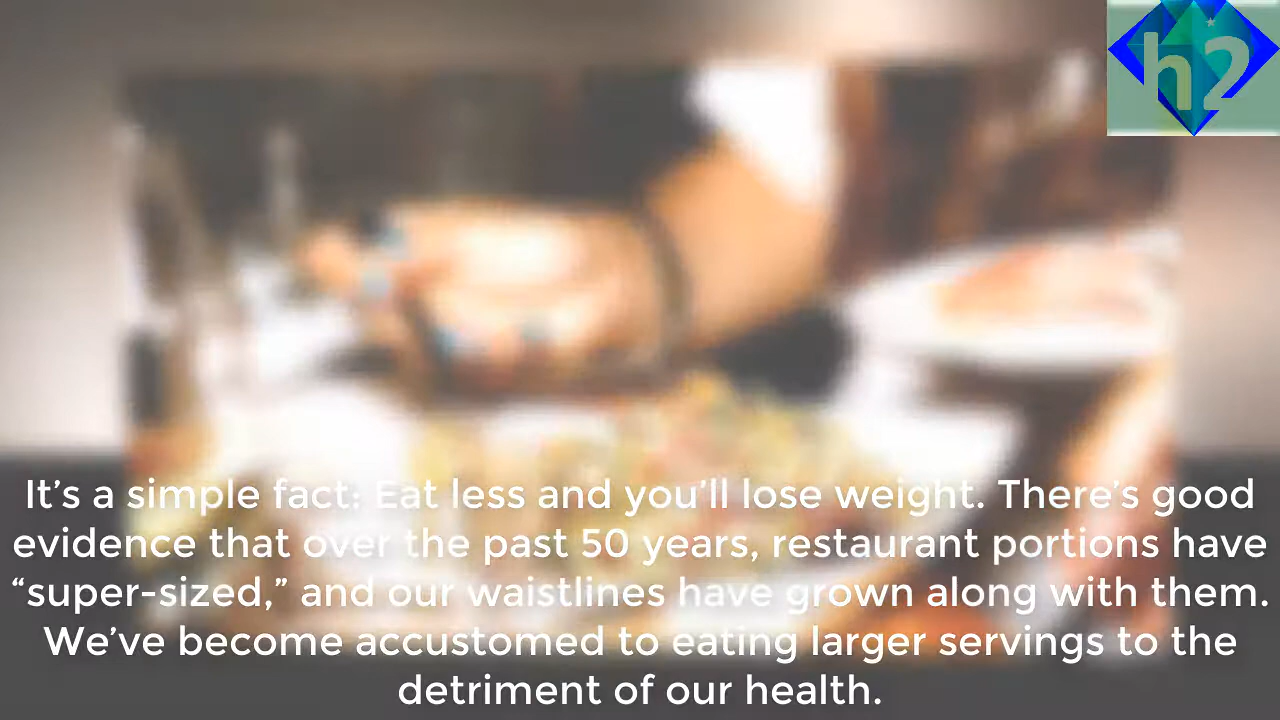 h2
It’s a simple fact: Eat less and you’ll lose weight. There’s good
evidence that over the past 50 years, restaurant portions have
“super-sized,” and our waistlines have grown along with them.
We’ve become accustomed to eating larger servings to the
detriment of our health.